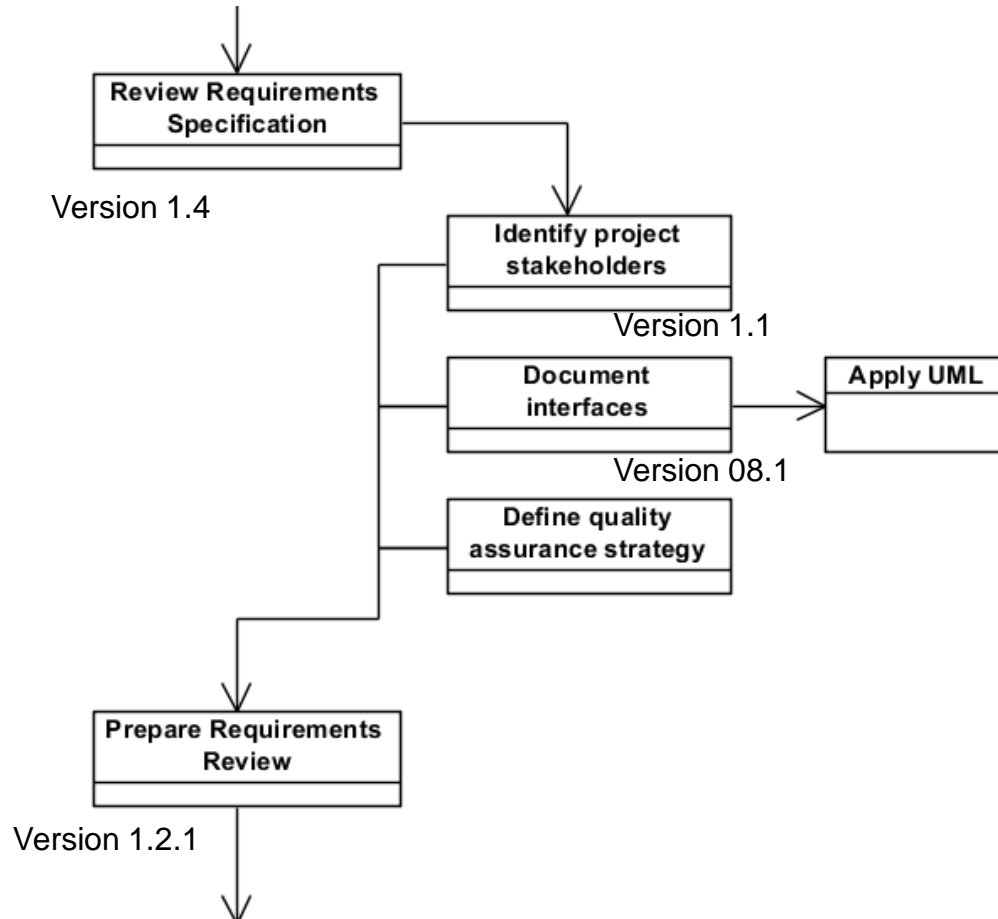 Review Requirements
Specification
Version 1.4
Identify project
stakeholders
Version 1.1
Document
interfaces
Apply UML
Version 08.1
Define quality
assurance strategy
Prepare Requirements
Review
Version 1.2.1